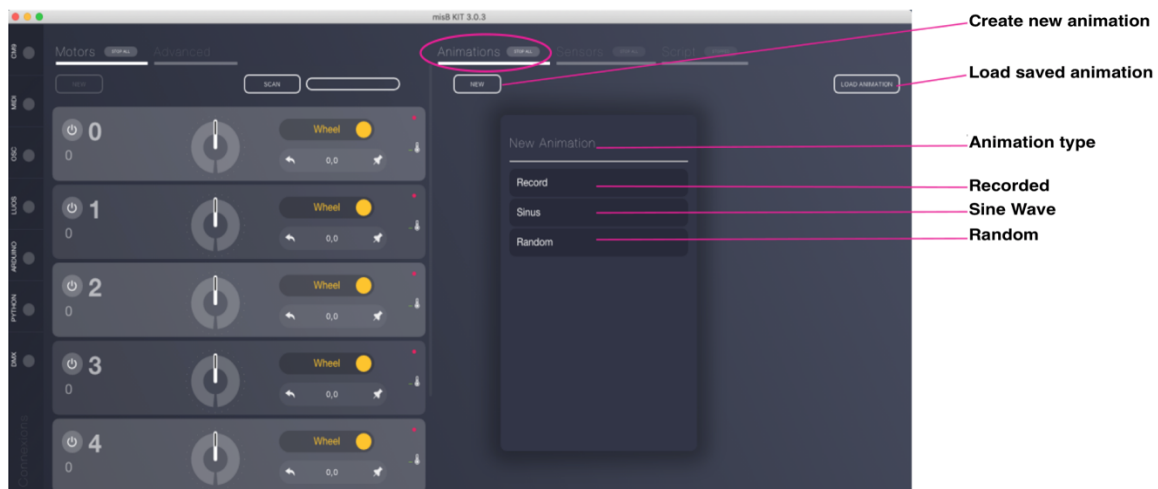 misB KIT 3.0.3
Create new animation
CM9
Motors STOP ALL Advanced
Animations STOP ALL Sensors Script
NEW
SCAN
NEW
LOAD ANIMATION
Load saved animation
MIDI
0
Wheel
0
0,0
New Animation
Animation type
OSC
Record
Recorded
Sinus
Sine Wave
Random
Random
LUOS
1
Wheel
0
0,0
ARDUINO
2
Wheel
0
0,0
PYTHON
DMX
3
Wheel
0
0,0
Connexions
4
Wheel
0
0,0